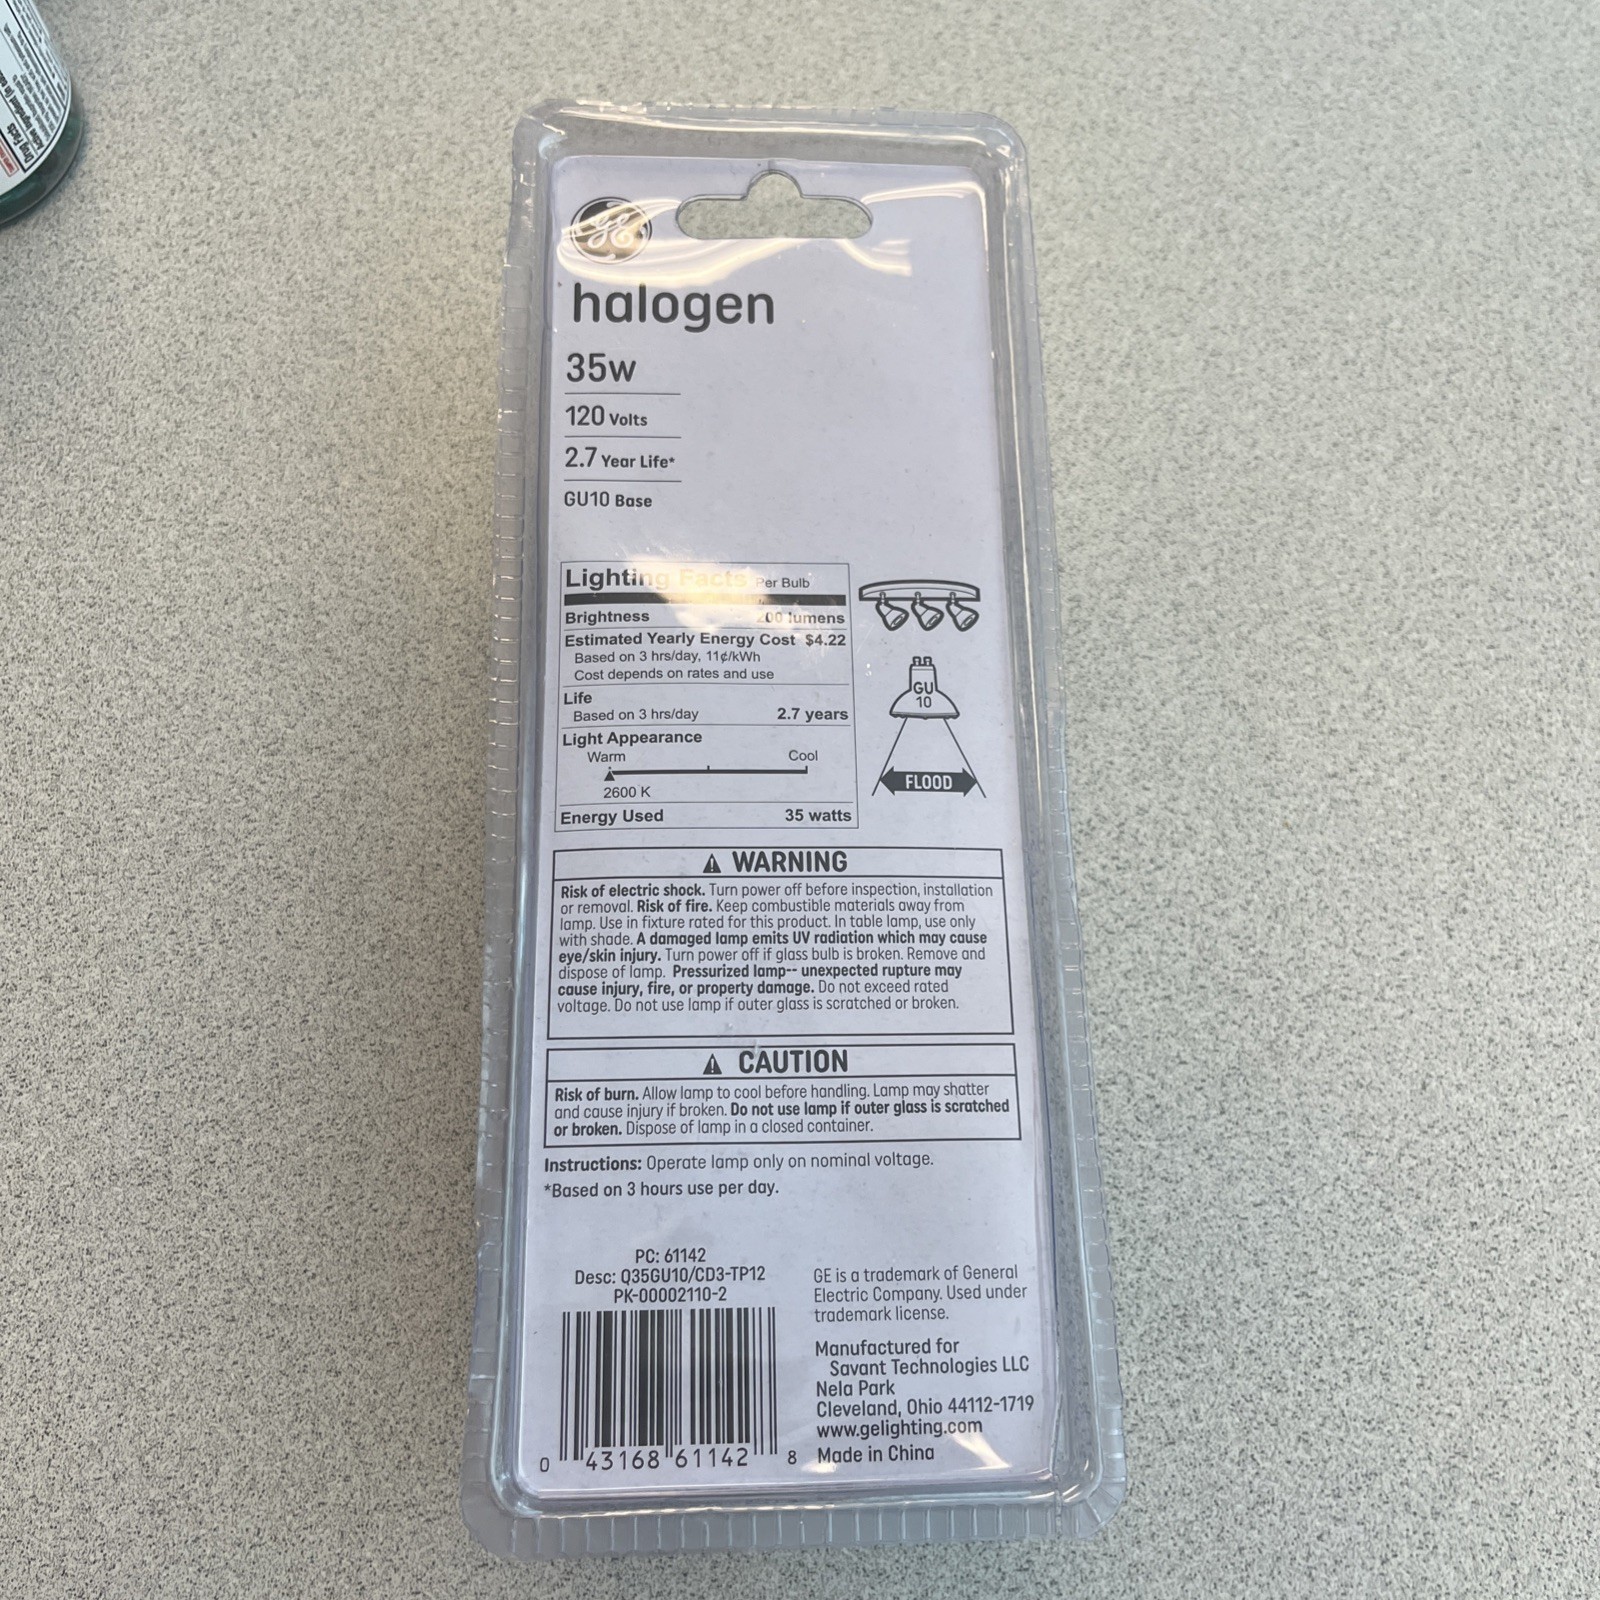 Drug Facts
GE
halogen
35w
120 Volts
2.7 Year Life*
GU10 Base
Lighting Facts Per Bulb
Brightness 200 lumens
Estimated Yearly Energy Cost $4.22
Based on 3 hrs/day, 11¢/kWh
Cost depends on rates and use
Life
Based on 3 hrs/day 2.7 years
Light Appearance
Warm Cool
2600 K
Energy Used 35 watts
GU
10
FLOOD
WARNING
Risk of electric shock. Turn power off before inspection, installation
or removal. Risk of fire. Keep combustible materials away from
lamp. Use in fixture rated for this product. In table lamp, use only
with shade. A damaged lamp emits UV radiation which may cause
eye/skin injury. Turn power off if glass bulb is broken. Remove and
dispose of lamp. Pressurized lamp-- unexpected rupture may
cause injury, fire, or property damage. Do not exceed rated
voltage. Do not use lamp if outer glass is scratched or broken.
CAUTION
Risk of burn. Allow lamp to cool before handling. Lamp may shatter
and cause injury if broken. Do not use lamp if outer glass is scratched
or broken. Dispose of lamp in a closed container.
Instructions: Operate lamp only on nominal voltage.
*Based on 3 hours use per day.
PC: 61142
Desc: Q35GU10/CD3-TP12
PK-00002110-2
0 43168 61142 8
GE is a trademark of General
Electric Company. Used under
trademark license.
Manufactured for
Savant Technologies LLC
Nela Park
Cleveland, Ohio 44112-1719
www.gelighting.com
Made in China